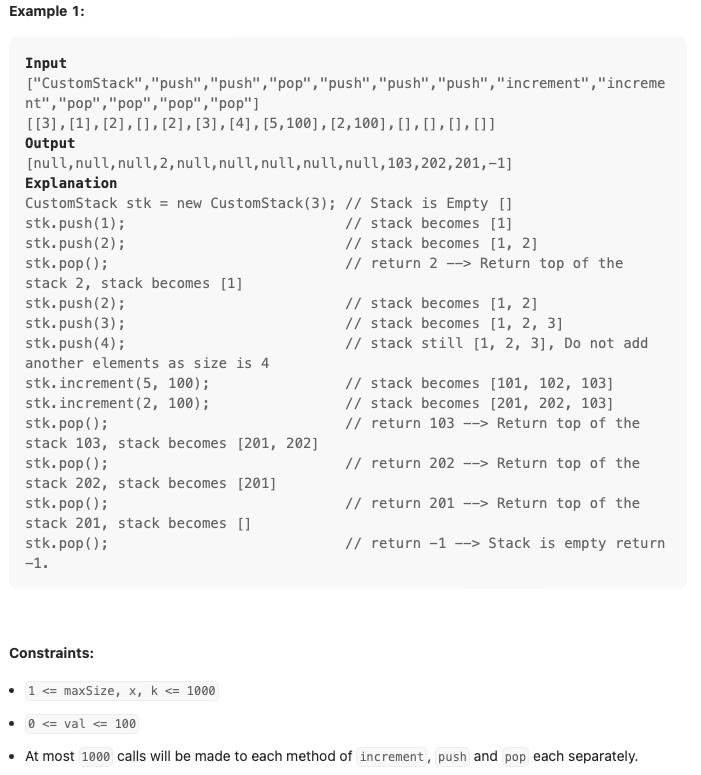 Example 1:
Input
["CustomStack","push","push","pop","push","push","push","increment","increme
nt","pop","pop","pop","pop"]
[[3],[1],[2],[],[2],[3],[4],[5,100],[2,100],[],[],[],[]]
Output
[null,null,null,2,null,null,null,null,null,103,202,201,-1]
Explanation
CustomStack stk = new CustomStack(3); // Stack is Empty []
stk.push(1);                          // stack becomes [1]
stk.push(2);                          // stack becomes [1, 2]
stk.pop();                            // return 2 --> Return top of the
stack 2, stack becomes [1]
stk.push(2);                          // stack becomes [1, 2]
stk.push(3);                          // stack becomes [1, 2, 3]
stk.push(4);                          // stack still [1, 2, 3], Do not add
another elements as size is 4
stk.increment(5, 100);                // stack becomes [101, 102, 103]
stk.increment(2, 100);                // stack becomes [201, 202, 103]
stk.pop();                            // return 103 --> Return top of the
stack 103, stack becomes [201, 202]
stk.pop();                            // return 202 --> Return top of the
stack 202, stack becomes [201]
stk.pop();                            // return 201 --> Return top of the
stack 201, stack becomes []
stk.pop();                            // return -1 --> Stack is empty return
-1.
Constraints:
• 1 <= maxSize, x, k <= 1000
• 0 <= val <= 100
• At most 1000 calls will be made to each method of increment, push and pop each separately.